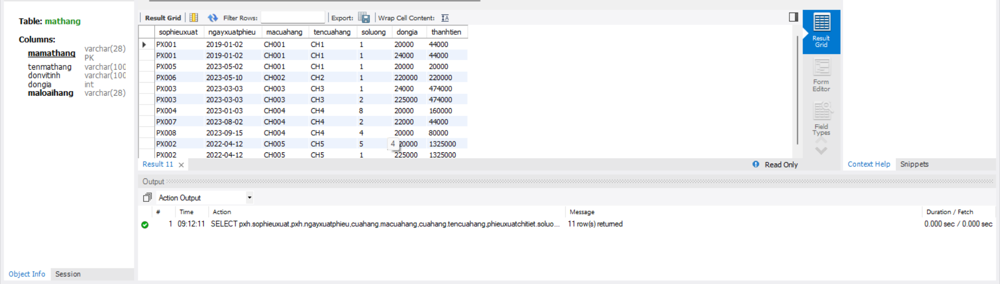 Table: mathang
Columns:
mamathang varchar(28) PK
tenmathang varchar(100
donvitinh varchar(100
dongia int
maloaihang varchar(28)
Object Info Session
Result Grid Filter Rows: Export: Wrap Cell Content:
sophieuxuat ngayxuatphieu macuahang tencuahang soluong dongia thanhtien
PX001 2019-01-02 CH001 CH1 1 20000 44000
PX001 2019-01-02 CH001 CH1 1 24000 44000
PX005 2023-05-02 CH001 CH1 1 20000 20000
PX006 2023-05-10 CH002 CH2 1 220000 220000
PX003 2023-03-03 CH003 CH3 1 24000 474000
PX003 2023-03-03 CH003 CH3 2 225000 474000
PX004 2023-01-03 CH004 CH4 8 20000 160000
PX007 2023-08-02 CH004 CH4 2 22000 44000
PX008 2023-09-15 CH004 CH4 4 20000 80000
PX002 2022-04-12 CH005 CH5 5 4 20000 1325000
PX002 2022-04-12 CH005 CH5 1 225000 1325000
Result 11 Read Only
Result Grid
Form Editor
Field Types
Context Help Snippets
Output
Action Output
# Time Action Message Duration / Fetch
1 09:12:11 SELECT pxh.sophieuxuat,pxh.ngayxuatphieu,cuahang.macuahang,cuahang.tencuahang,phieuxuatchitiet.soluo... 11 row(s) returned 0.000 sec / 0.000 sec